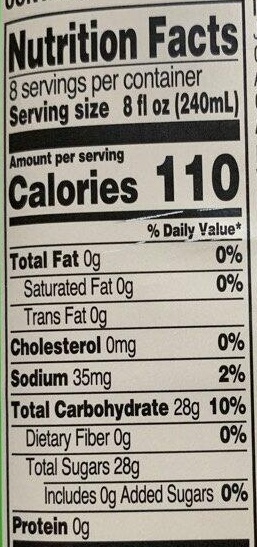 Nutrition Facts
8 servings per container
Serving size 8 fl oz (240mL)
Amount per serving
Calories 110
% Daily Value*
Total Fat 0g 0%
Saturated Fat 0g 0%
Trans Fat 0g
Cholesterol 0mg 0%
Sodium 35mg 2%
Total Carbohydrate 28g 10%
Dietary Fiber 0g 0%
Total Sugars 28g
Includes 0g Added Sugars 0%
Protein 0g